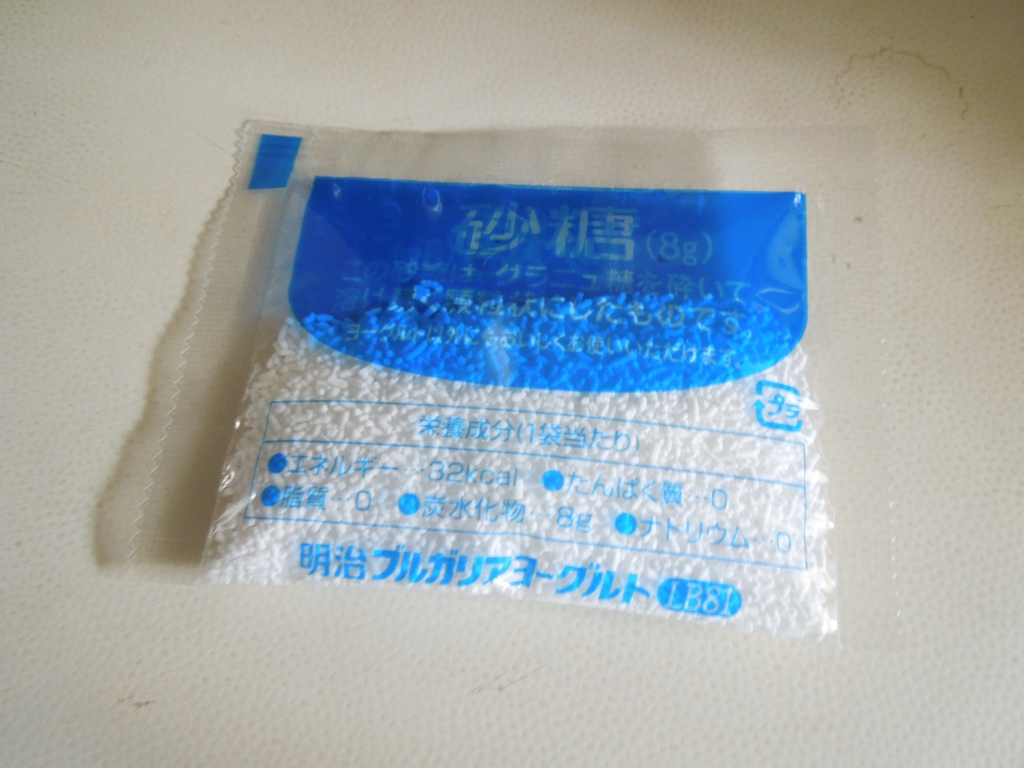 砂糖(8g)
この は、グラニュ糖を砕いて
溶け 顆粒状にしたものです。
ヨーグルト以外にもおいしくお使いいただけます。
プラ
栄養成分(1袋当たり)
●エネルギー…32kcal ●たんぱく質…0
●脂質…0 ●炭水化物…8g ●ナトリウム…0
明治ブルガリアヨーグルト LB81